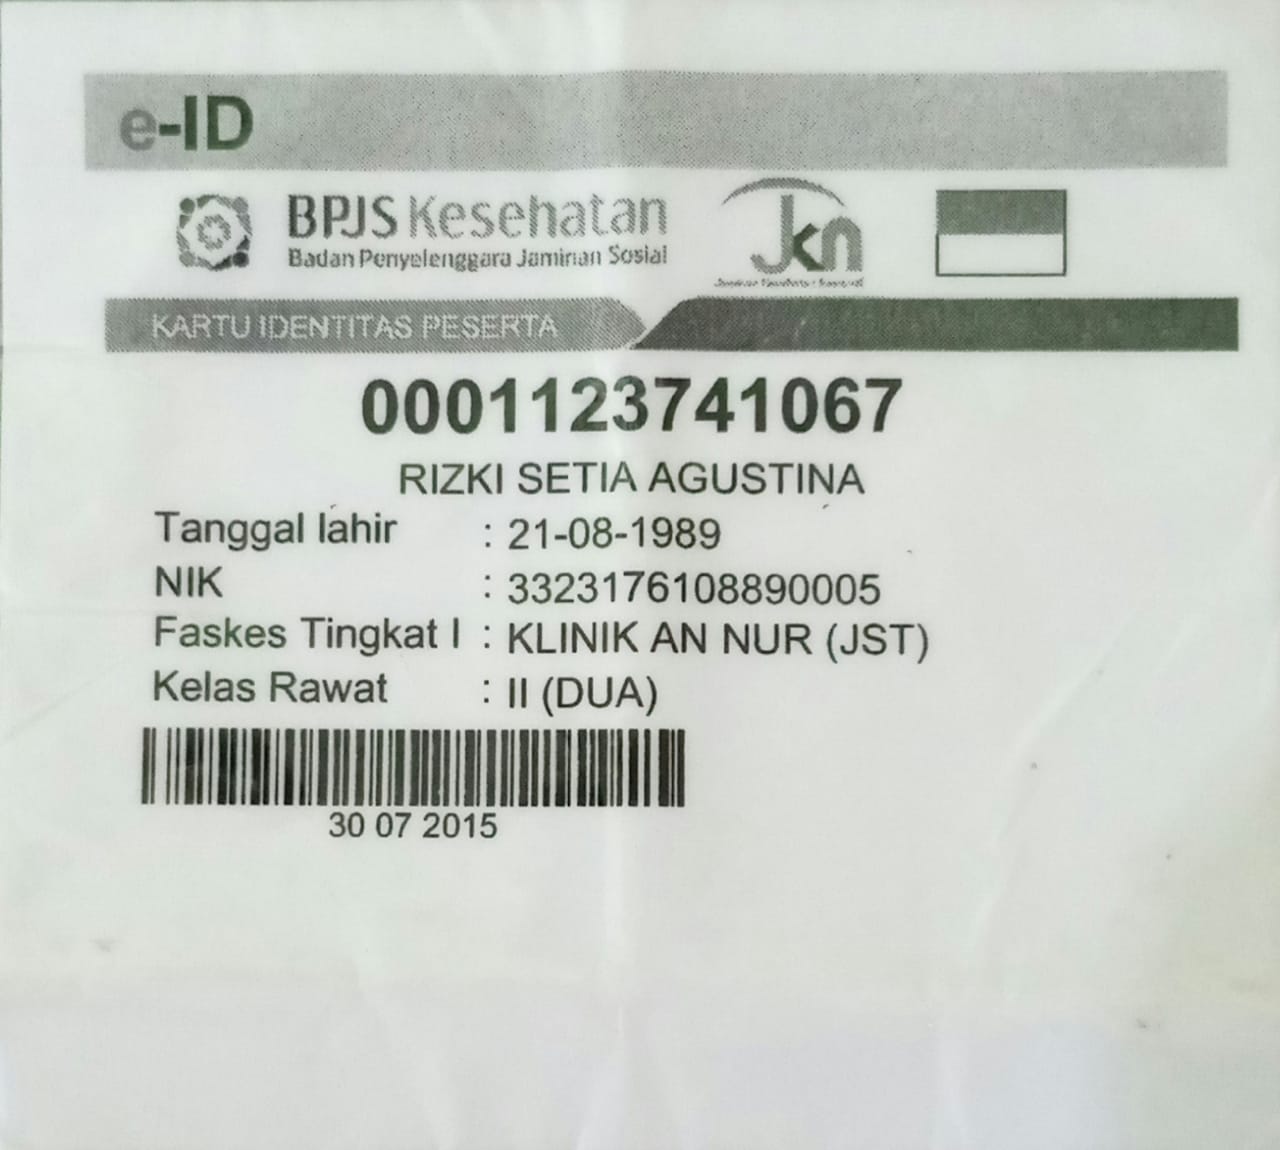 e-ID
BPJS Kesehatan
Badan Penyelenggara Jaminan Sosial
Jkn
KARTU IDENTITAS PESERTA
0001123741067
RIZKI SETIA AGUSTINA
Tanggal lahir : 21-08-1989
NIK : 3323176108890005
Faskes Tingkat I : KLINIK AN NUR (JST)
Kelas Rawat : II (DUA)
30 07 2015